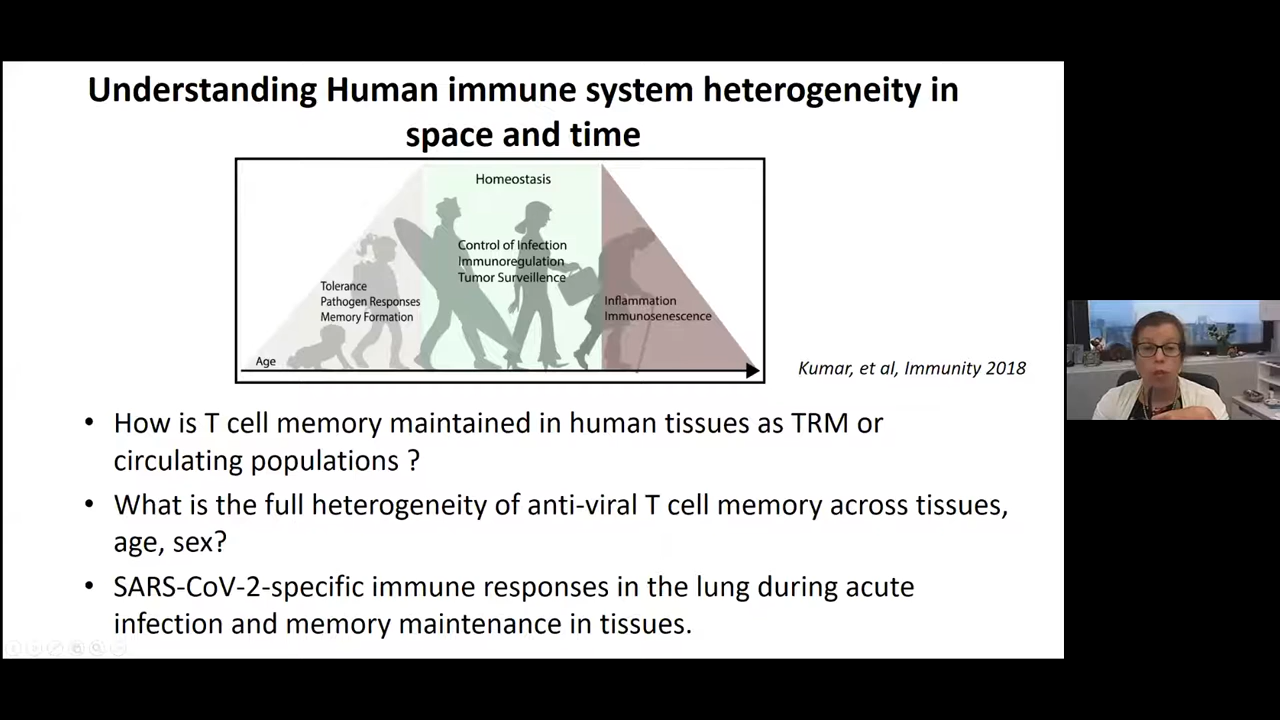 Understanding Human immune system heterogeneity in
space and time
Homeostasis
Control of Infection
Immunoregulation
Tumor Surveillence
Tolerance
Pathogen Responses
Memory Formation
Inflammation
Immunosenescence
Age
Kumar, et al, Immunity 2018
• How is T cell memory maintained in human tissues as TRM or
circulating populations ?
• What is the full heterogeneity of anti-viral T cell memory across tissues,
age, sex?
• SARS-CoV-2-specific immune responses in the lung during acute
infection and memory maintenance in tissues.